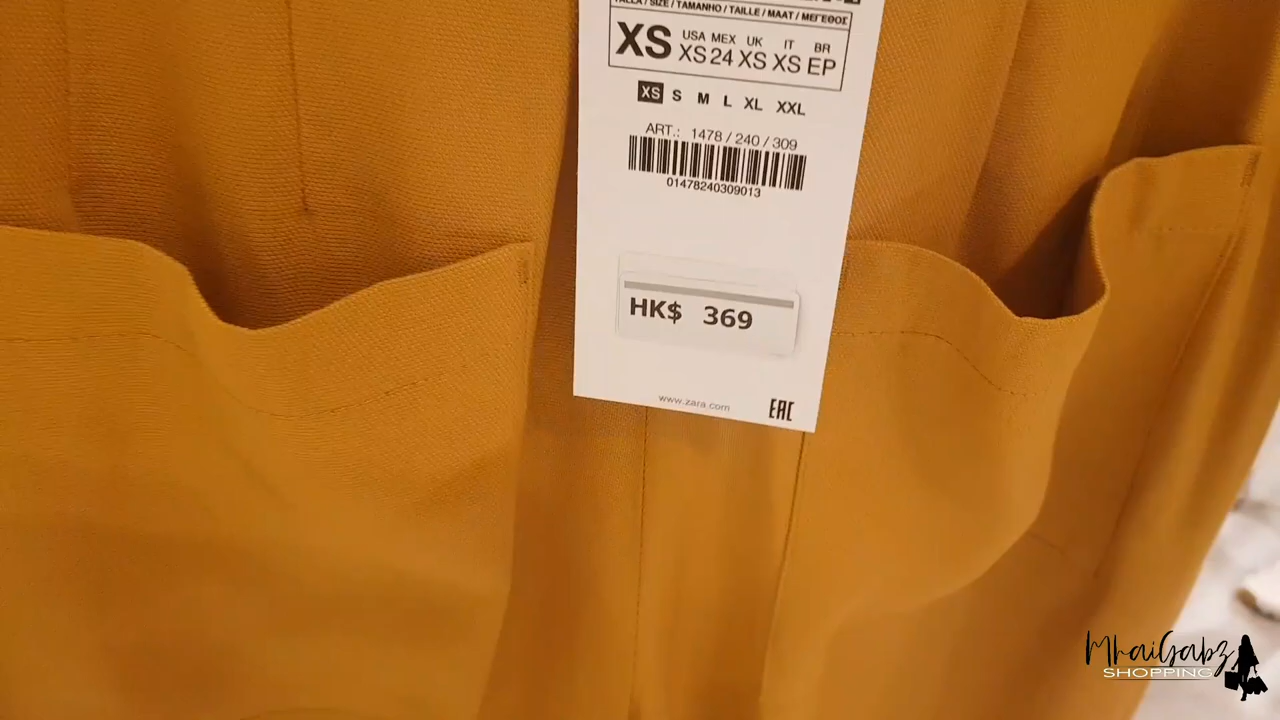 TALLA / SIZE / TAMANHO / TAILLE / MAAT / ΜΕΓΕΘΟΣ
XS
USA MEX UK IT BR
XS 24 XS XS EP
XS S M L XL XXL
ART.: 1478 / 240 / 309
01478240309013
HK$ 369
www.zara.com
EAC
MhaiGabz
SHOPPING